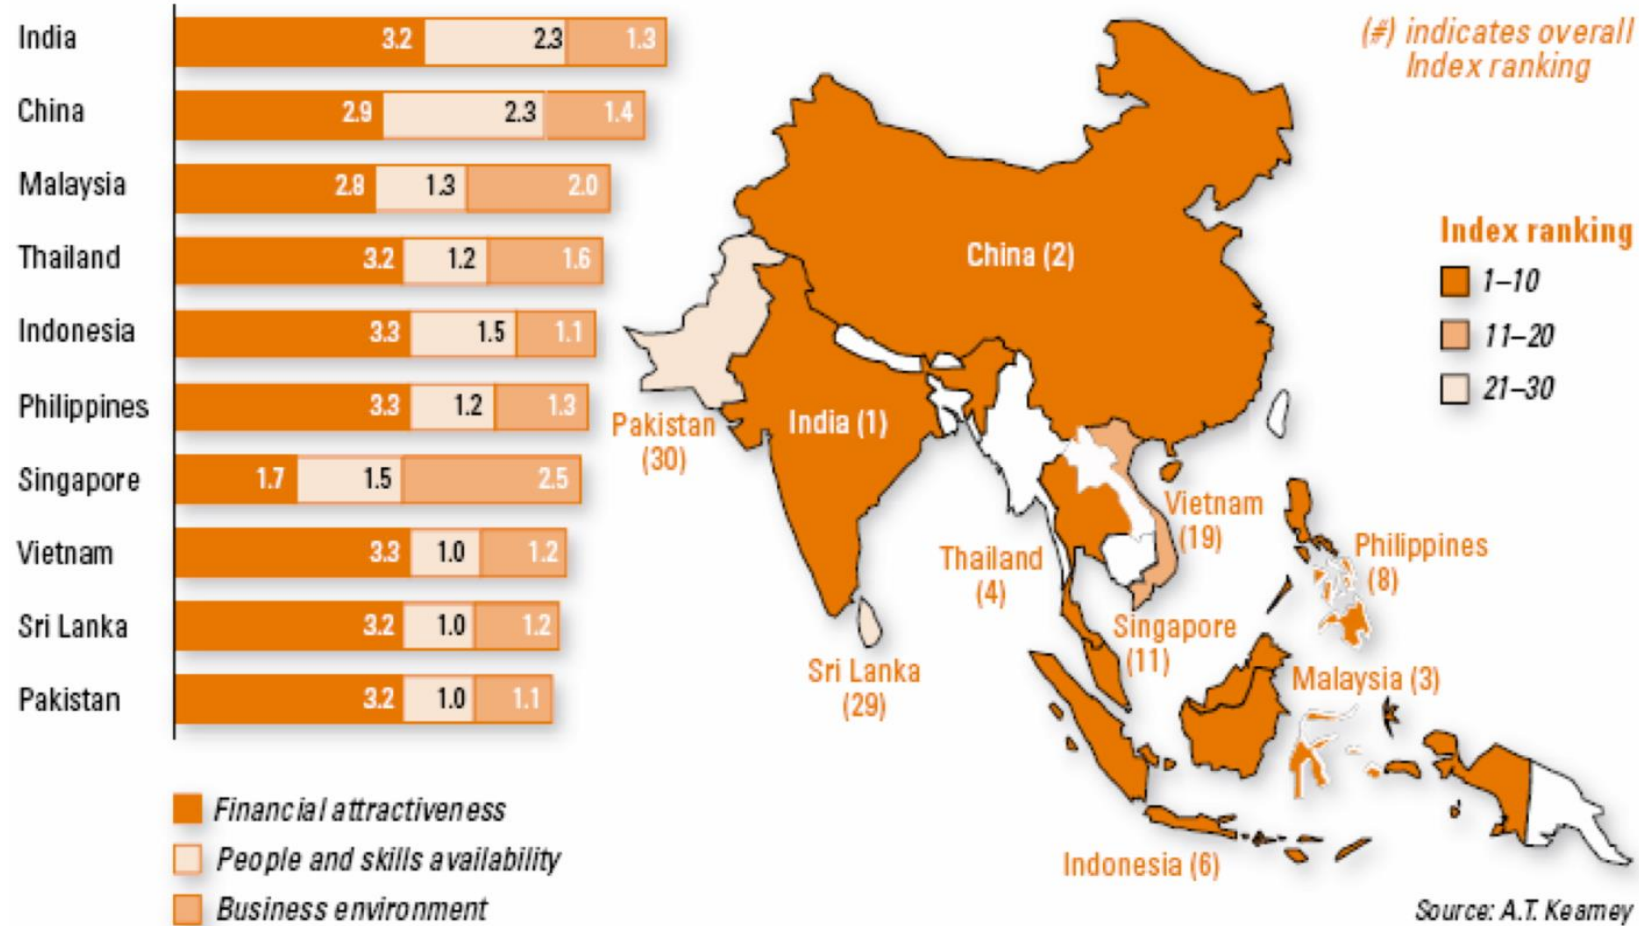 India 3.2 2.3 1.3
China 2.9 2.3 1.4
Malaysia 2.8 1.3 2.0
Thailand 3.2 1.2 1.6
Indonesia 3.3 1.5 1.1
Philippines 3.3 1.2 1.3
Singapore 1.7 1.5 2.5
Vietnam 3.3 1.0 1.2
Sri Lanka 3.2 1.0 1.2
Pakistan 3.2 1.0 1.1
Financial attractiveness
People and skills availability
Business environment
(#) indicates overall
Index ranking
Index ranking
1–10
11–20
21–30
China (2)
India (1)
Pakistan
(30)
Vietnam
(19)
Thailand
(4)
Philippines
(8)
Singapore
(11)
Sri Lanka
(29)
Malaysia (3)
Indonesia (6)
Source: A.T. Kearney